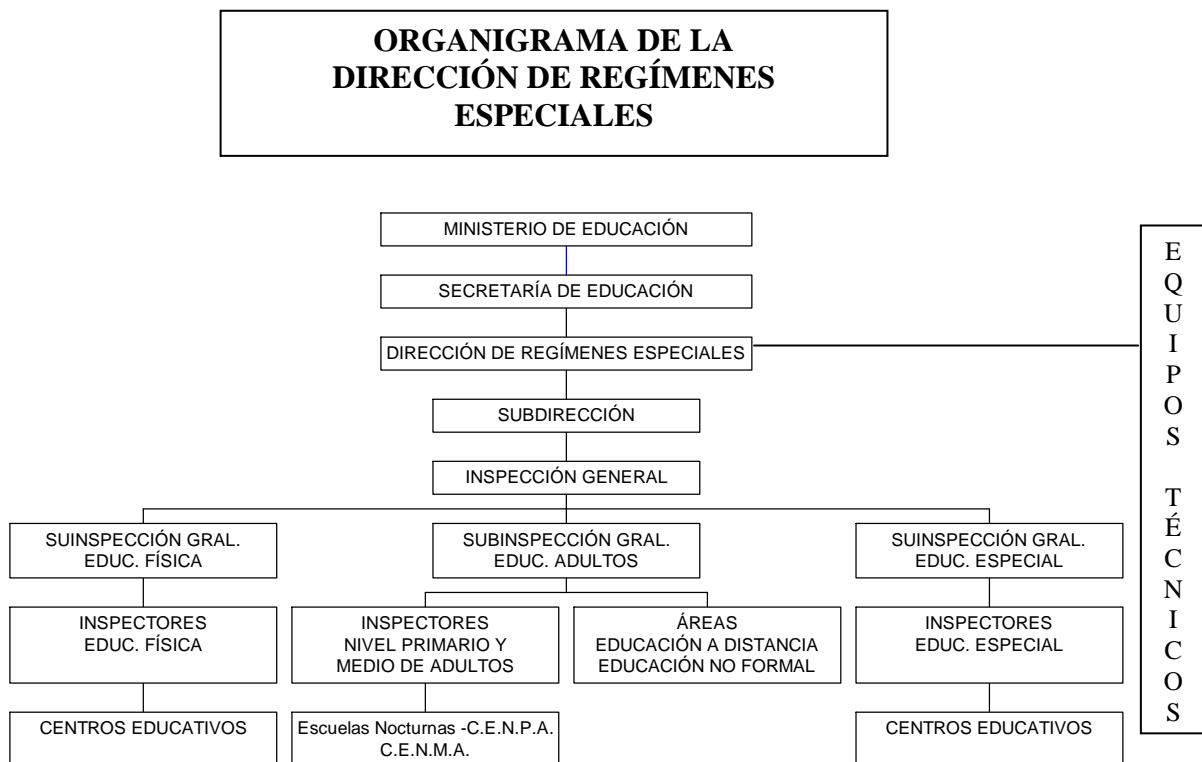 ORGANIGRAMA DE LA
DIRECCIÓN DE REGÍMENES
ESPECIALES
MINISTERIO DE EDUCACIÓN
SECRETARÍA DE EDUCACIÓN
DIRECCIÓN DE REGÍMENES ESPECIALES
SUBDIRECCIÓN
INSPECCIÓN GENERAL
SUINSPECCIÓN GRAL.
EDUC. FÍSICA
SUBINSPECCIÓN GRAL.
EDUC. ADULTOS
SUINSPECCIÓN GRAL.
EDUC. ESPECIAL
INSPECTORES
EDUC. FÍSICA
INSPECTORES
NIVEL PRIMARIO Y
MEDIO DE ADULTOS
ÁREAS
EDUCACIÓN A DISTANCIA
EDUCACIÓN NO FORMAL
INSPECTORES
EDUC. ESPECIAL
CENTROS EDUCATIVOS
Escuelas Nocturnas -C.E.N.P.A.
C.E.N.M.A.
CENTROS EDUCATIVOS
EQUIPOS TÉCNICOS